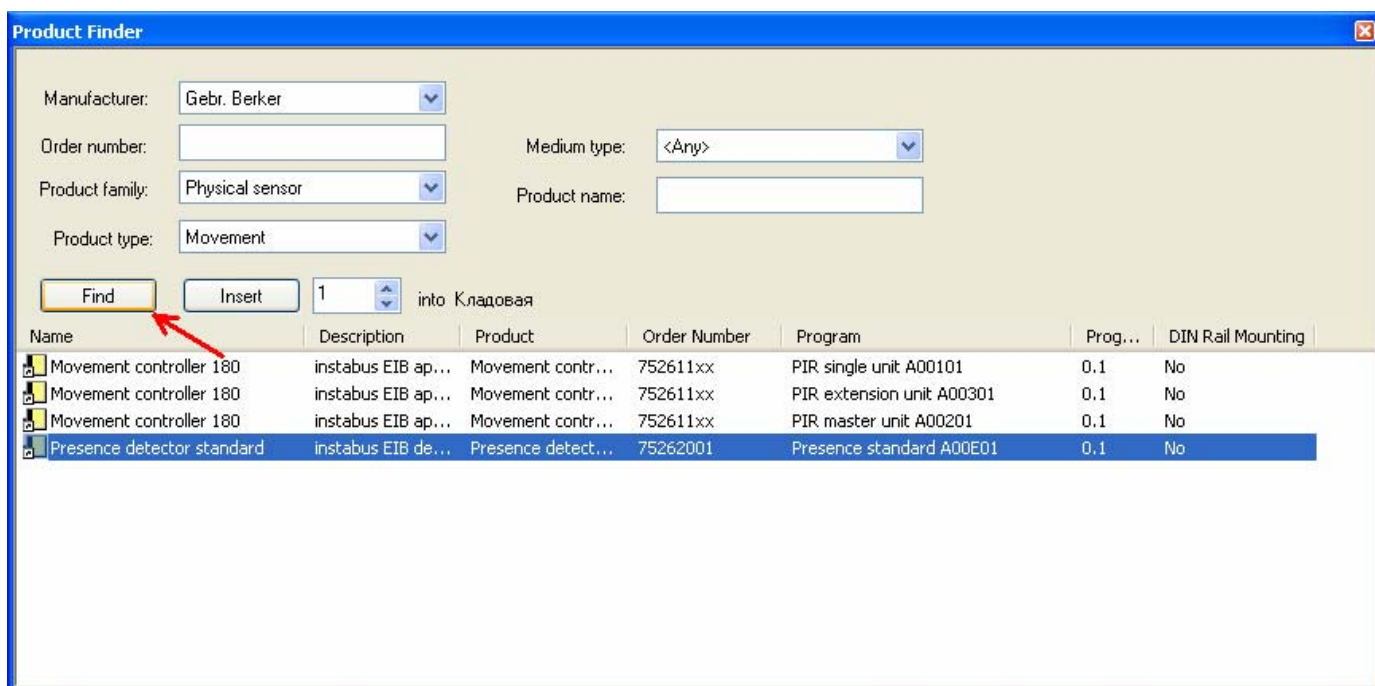 Product Finder
Manufacturer: Gebr. Berker
Order number: Medium type: <Any>
Product family: Physical sensor Product name:
Product type: Movement
Find Insert 1 into Кладовая
Name Description Product Order Number Program Prog... DIN Rail Mounting
Movement controller 180 instabus EIB ap... Movement contr... 752611xx PIR single unit A00101 0.1 No
Movement controller 180 instabus EIB ap... Movement contr... 752611xx PIR extension unit A00301 0.1 No
Movement controller 180 instabus EIB ap... Movement contr... 752611xx PIR master unit A00201 0.1 No
Presence detector standard instabus EIB de... Presence detect... 75262001 Presence standard A00E01 0.1 No